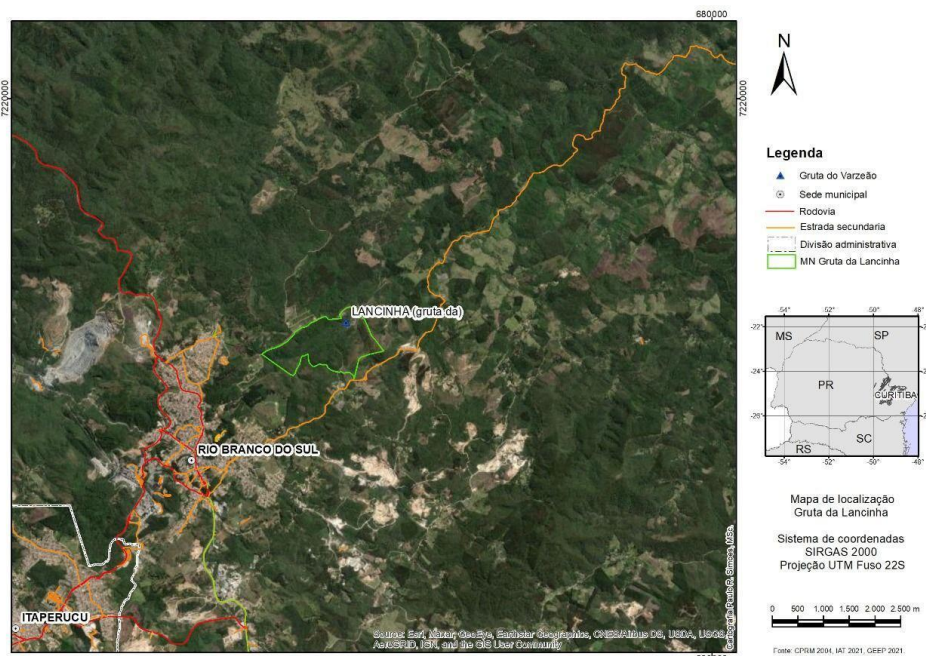 680000
7220000
7220000
LANCINHA (gruta da)
RIO BRANCO DO SUL
ITAPERUCU
Source: Esri, Maxar, GeoEye, Earthstar Geographics, CNES/Airbus DS, USDA, USGS,
AeroGRID, IGN, and the GIS User Community
N
Legenda
Gruta do Varzeão
Sede municipal
Rodovia
Estrada secundaria
Divisão administrativa
MN Gruta da Lancinha
-54° -52° -50° -48°
-22°
-24°
-26°
MS
SP
PR
CURITIBA
SC
RS
-54° -52° -50° -48°
Mapa de localização
Gruta da Lancinha
Sistema de coordenadas
SIRGAS 2000
Projeção UTM Fuso 22S
0 500 1.000 1.500 2.000 2.500 m
Fonte: CPRM 2004, IAT 2021, GEEP 2021.